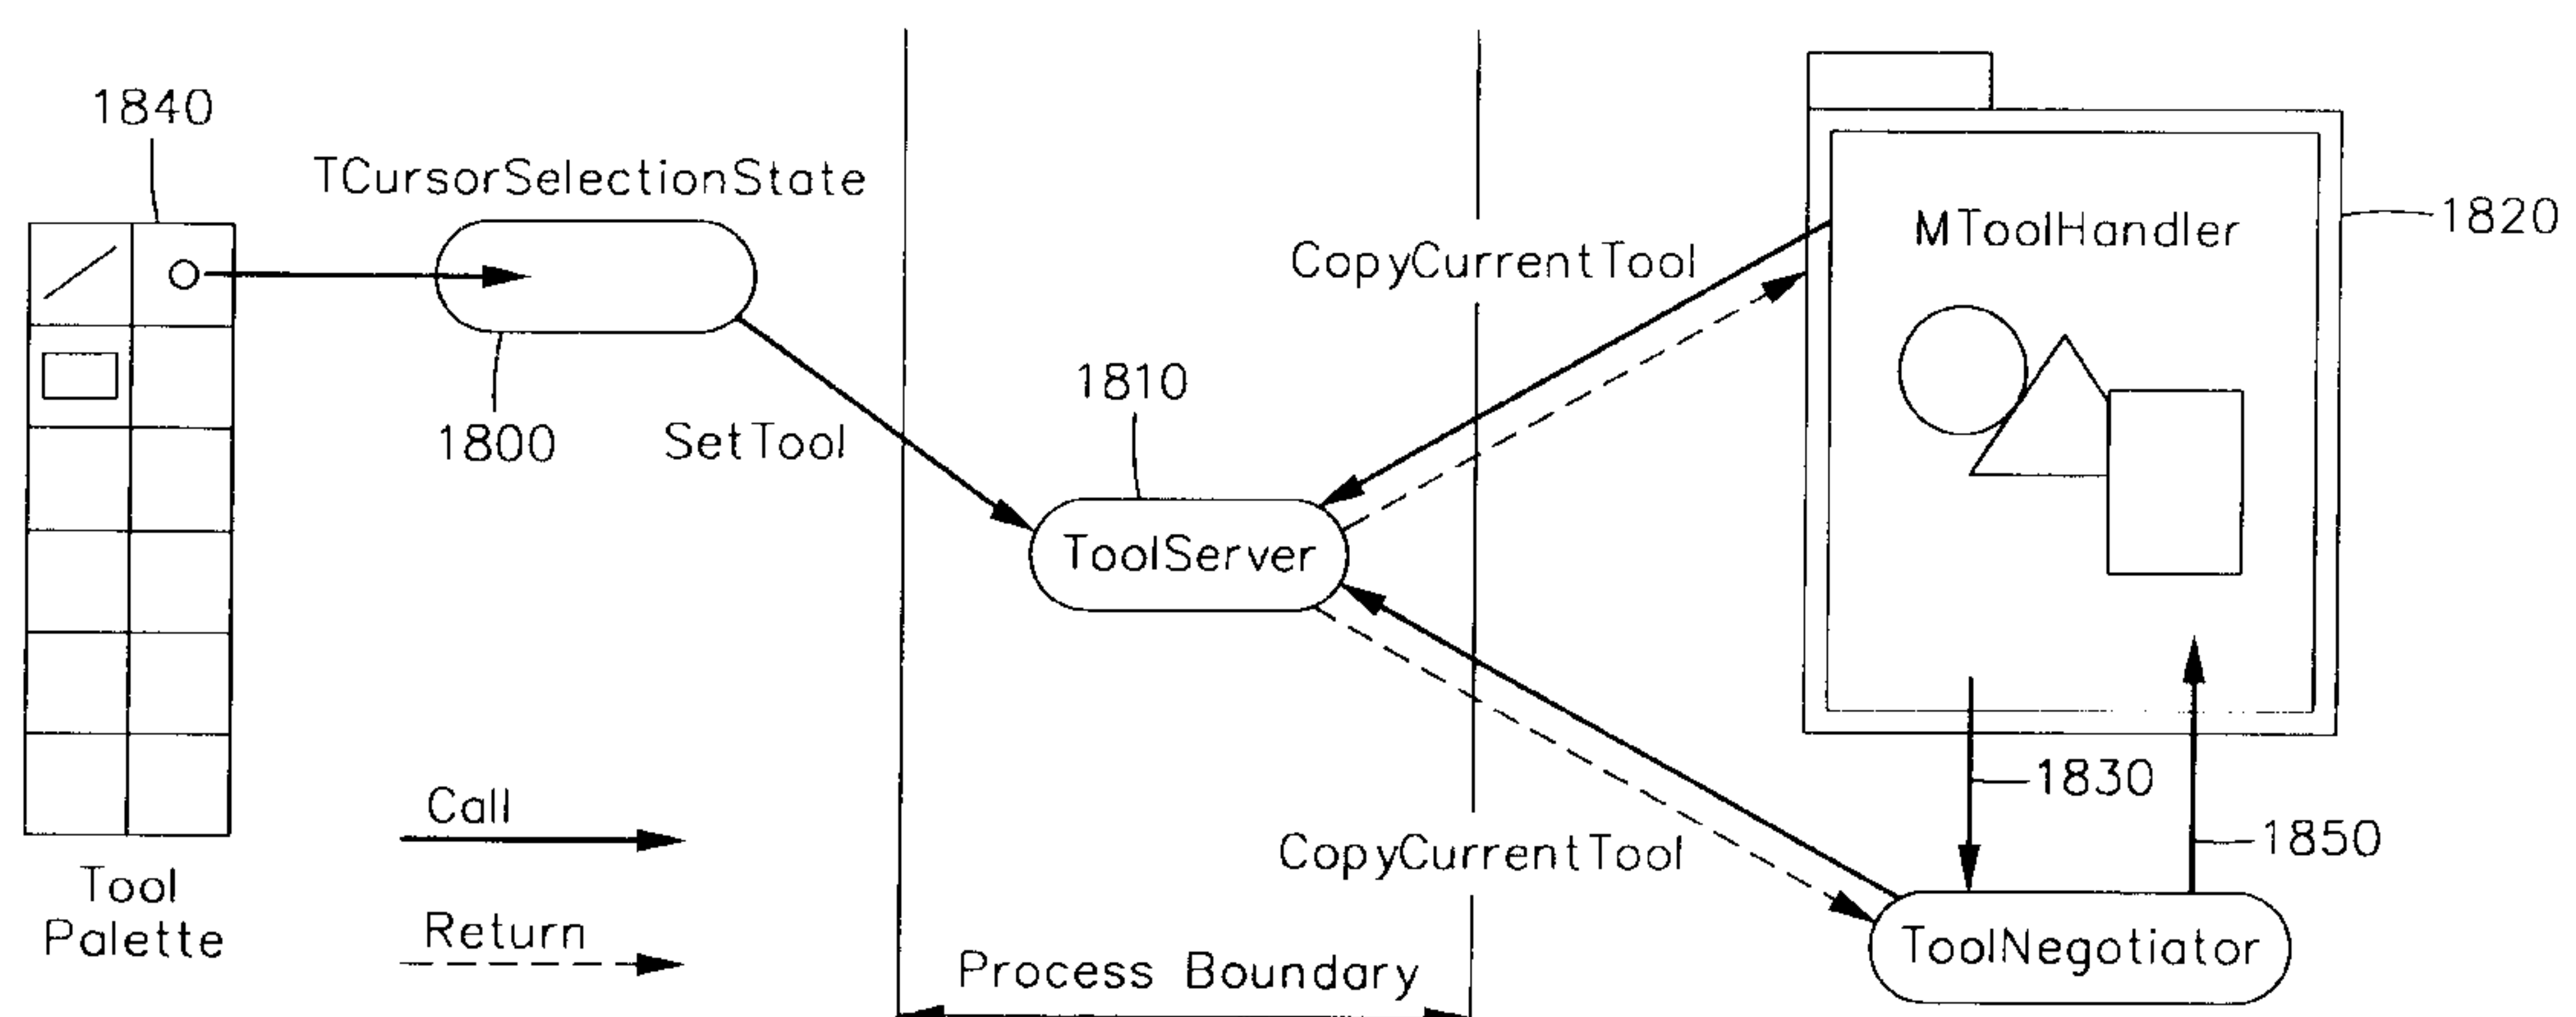 1840
TCursorSelectionState
1800
SetTool
1810
ToolServer
CopyCurrentTool
MToolHandler
1820
1830
1850
CopyCurrentTool
ToolNegotiator
Tool
Palette
Call
Return
Process Boundary